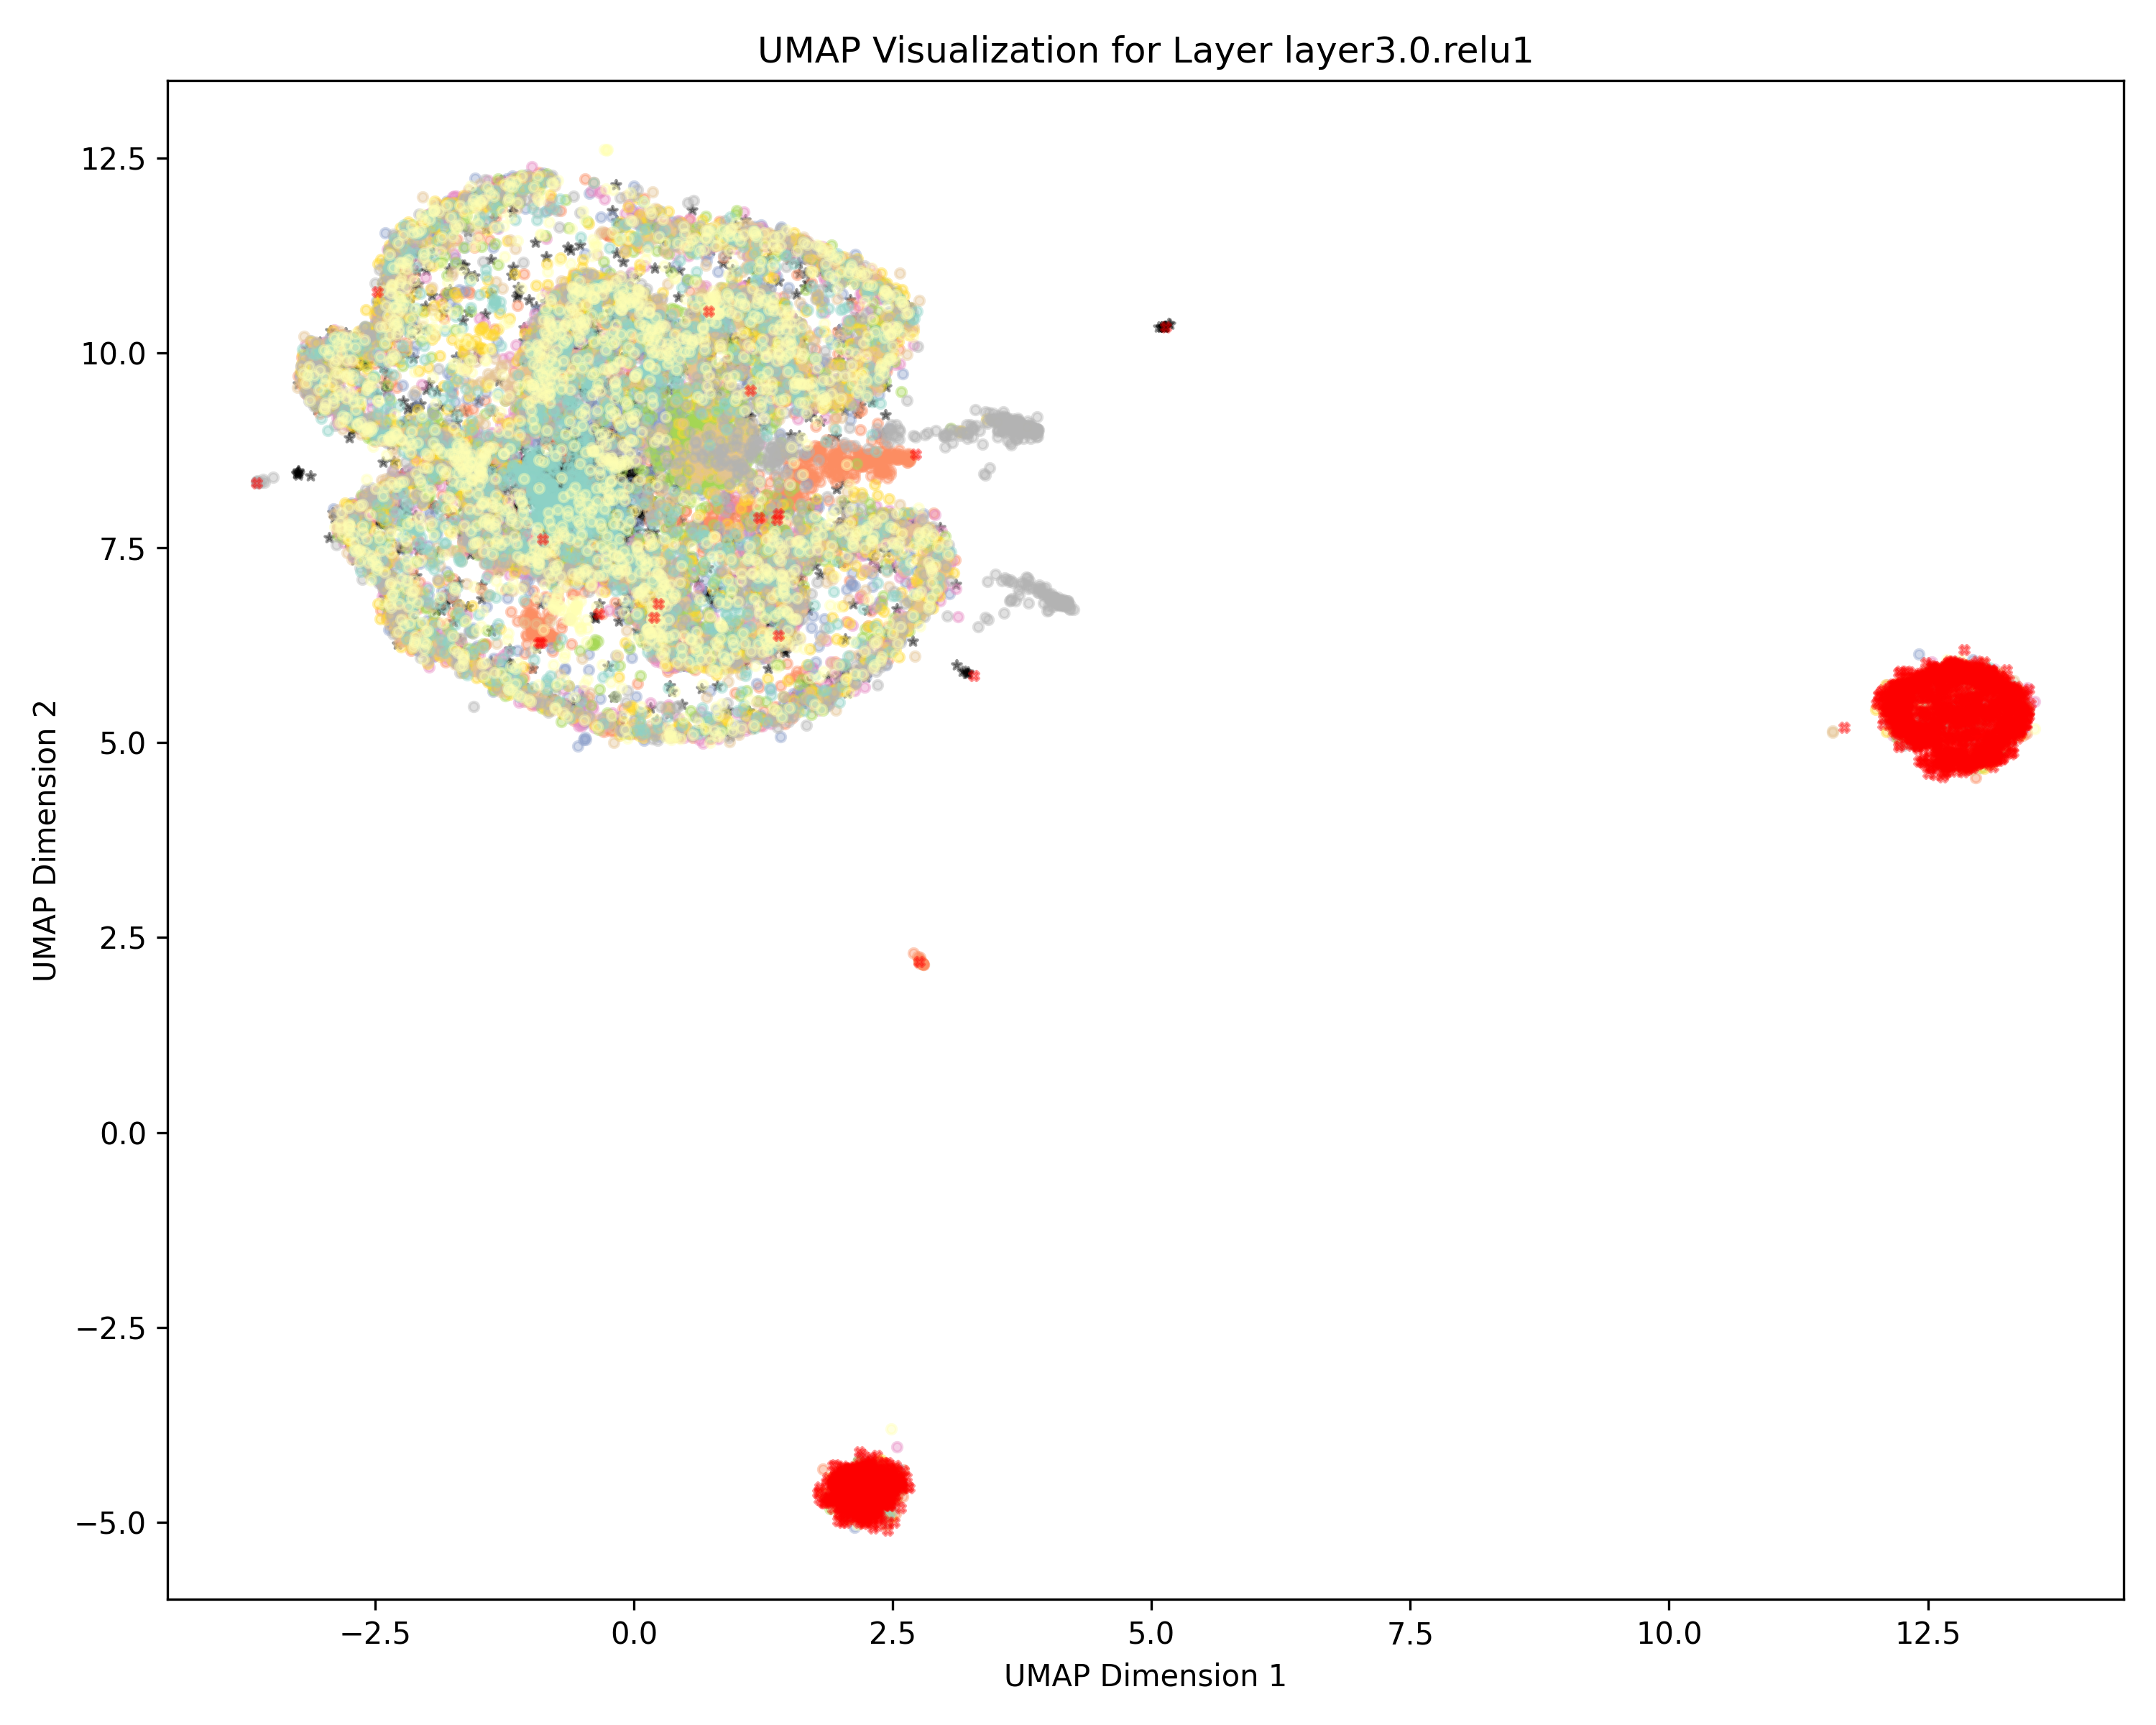 UMAP Visualization for Layer layer3.0.relu1
12.5
10.0
7.5
5.0
2.5
0.0
−2.5
−5.0
UMAP Dimension 2
−2.5 0.0 2.5 5.0 7.5 10.0 12.5
UMAP Dimension 1